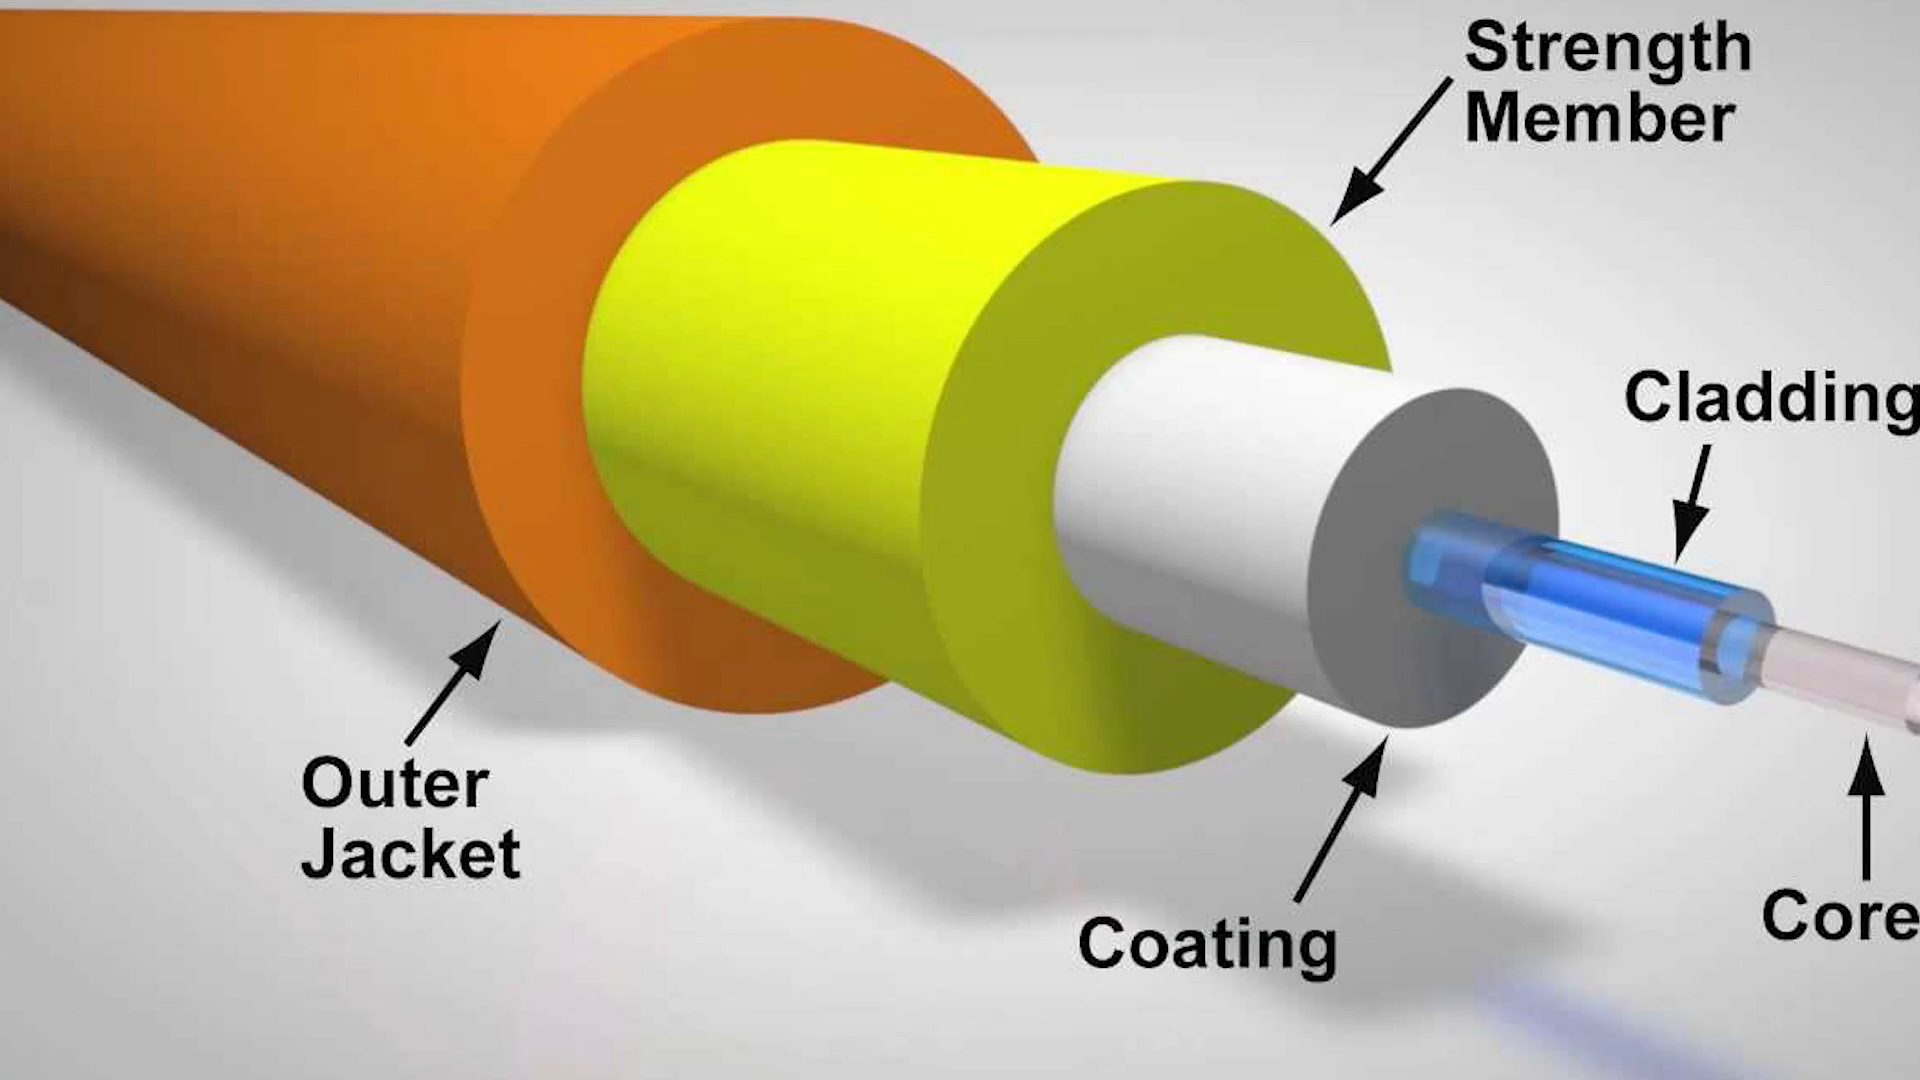 Strength
Member
Cladding
Outer
Jacket
Coating
Core